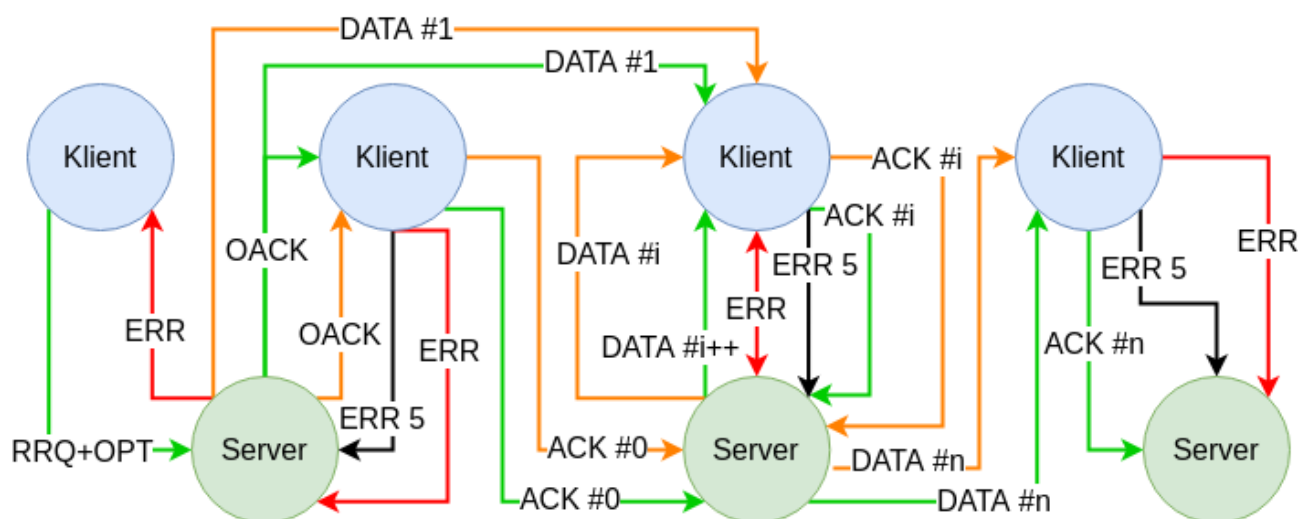 DATA #1
DATA #1
Klient
Klient
Klient
Klient
ACK #i
ACK #i
OACK
DATA #i
ERR 5
ERR 5
ERR
ERR
OACK
ERR
ERR
DATA #i++
ACK #n
ERR 5
RRQ+OPT
Server
ACK #0
Server
DATA #n
Server
ACK #0
DATA #n